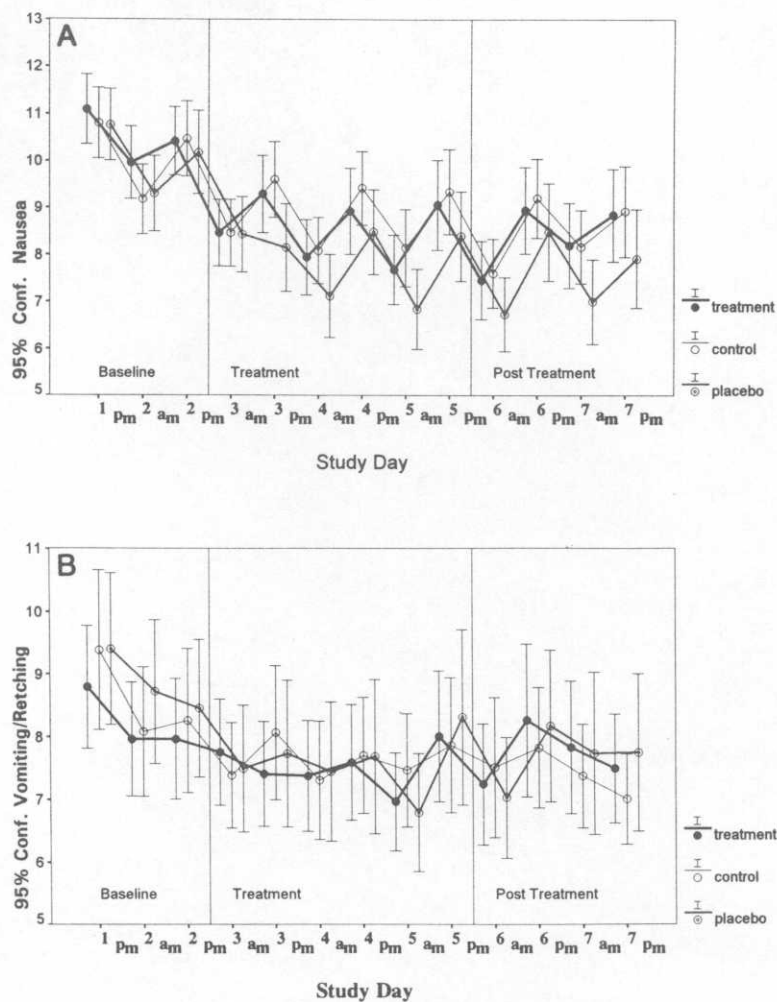 A
13
12
11
10
9
8
7
6
5
95% Conf. Nausea
Baseline
Treatment
Post Treatment
treatment
control
placebo
1 pm 2 am 2 pm 3 am 3 pm 4 am 4 pm 5 am 5 pm 6 am 6 pm 7 am 7 pm
Study Day
B
11
10
9
8
7
6
5
95% Conf. Vomiting/Retching
Baseline
Treatment
Post Treatment
treatment
control
placebo
1 pm 2 am 2 pm 3 am 3 pm 4 am 4 pm 5 am 5 pm 6 am 6 pm 7 am 7 pm
Study Day